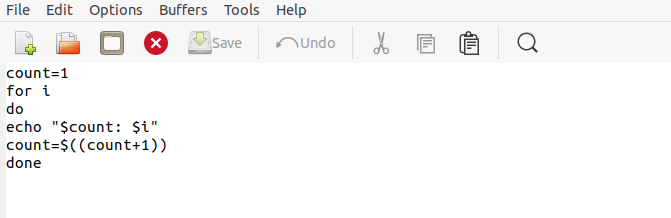 File Edit Options Buffers Tools Help
Save Undo
count=1
for i
do
echo "$count: $i"
count=$((count+1))
done